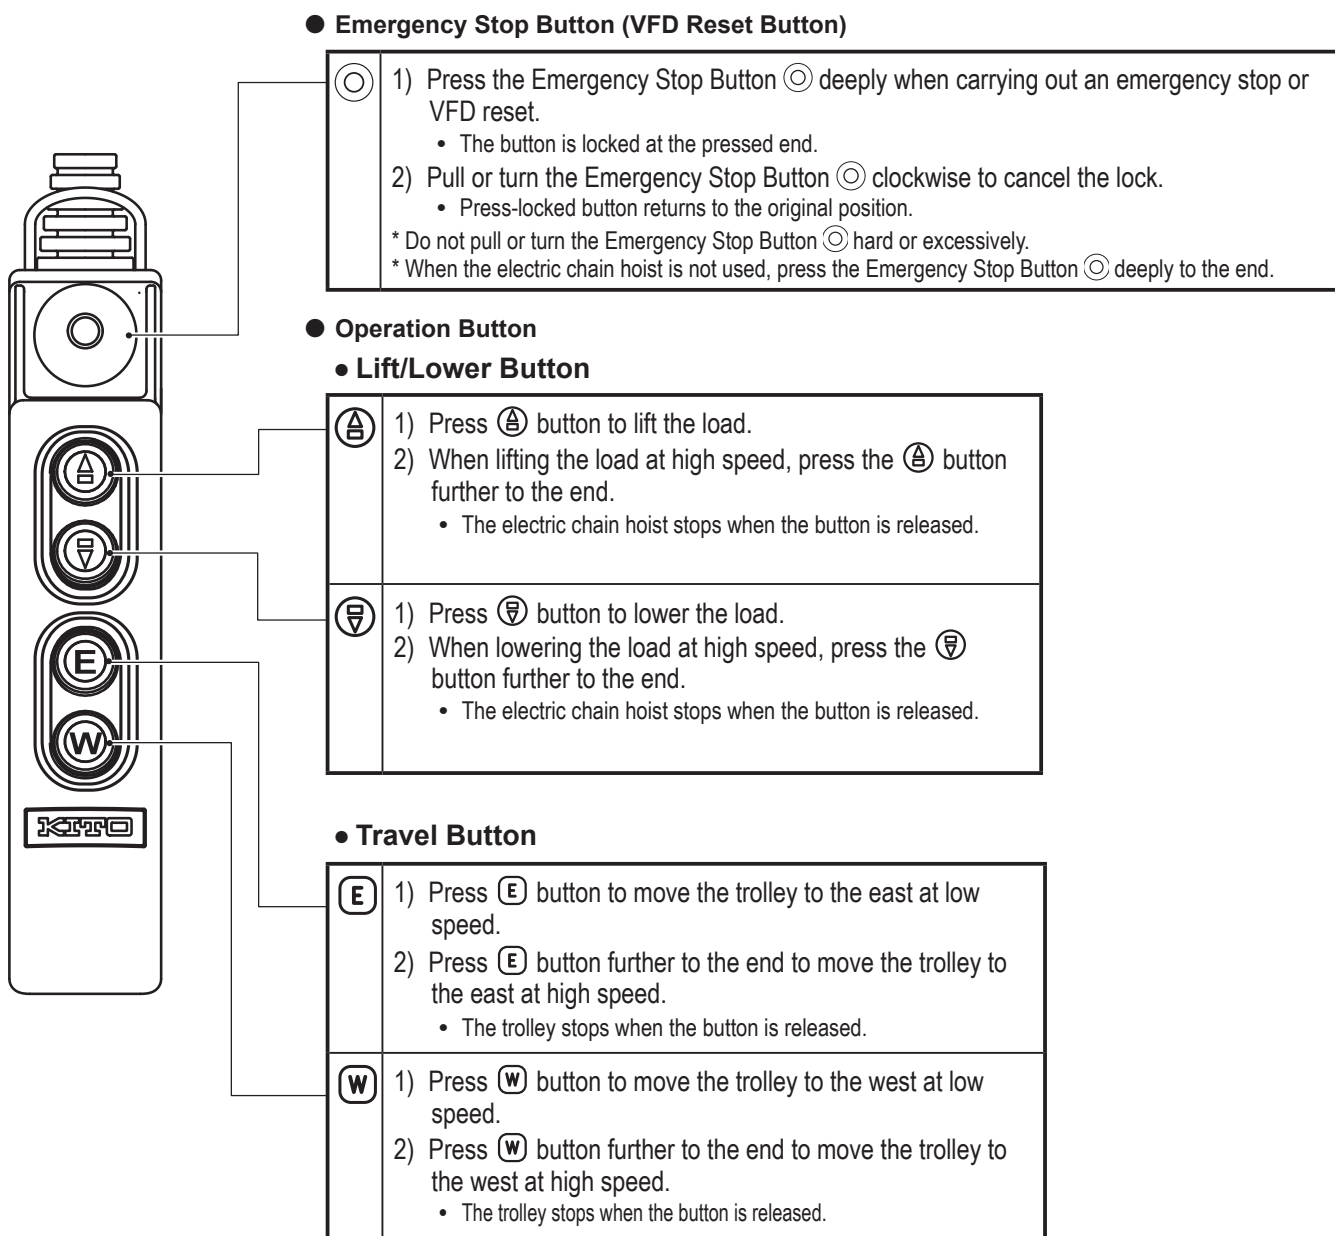 ● Emergency Stop Button (VFD Reset Button)
◎ 1) Press the Emergency Stop Button ◎ deeply when carrying out an emergency stop or
VFD reset.
• The button is locked at the pressed end.
2) Pull or turn the Emergency Stop Button ◎ clockwise to cancel the lock.
• Press-locked button returns to the original position.
* Do not pull or turn the Emergency Stop Button ◎ hard or excessively.
* When the electric chain hoist is not used, press the Emergency Stop Button ◎ deeply to the end.
● Operation Button
• Lift/Lower Button
1) Press button to lift the load.
2) When lifting the load at high speed, press the button
further to the end.
• The electric chain hoist stops when the button is released.
1) Press button to lower the load.
2) When lowering the load at high speed, press the
button further to the end.
• The electric chain hoist stops when the button is released.
E
W
KITO
• Travel Button
E 1) Press E button to move the trolley to the east at low
speed.
2) Press E button further to the end to move the trolley to
the east at high speed.
• The trolley stops when the button is released.
W 1) Press W button to move the trolley to the west at low
speed.
2) Press W button further to the end to move the trolley to
the west at high speed.
• The trolley stops when the button is released.